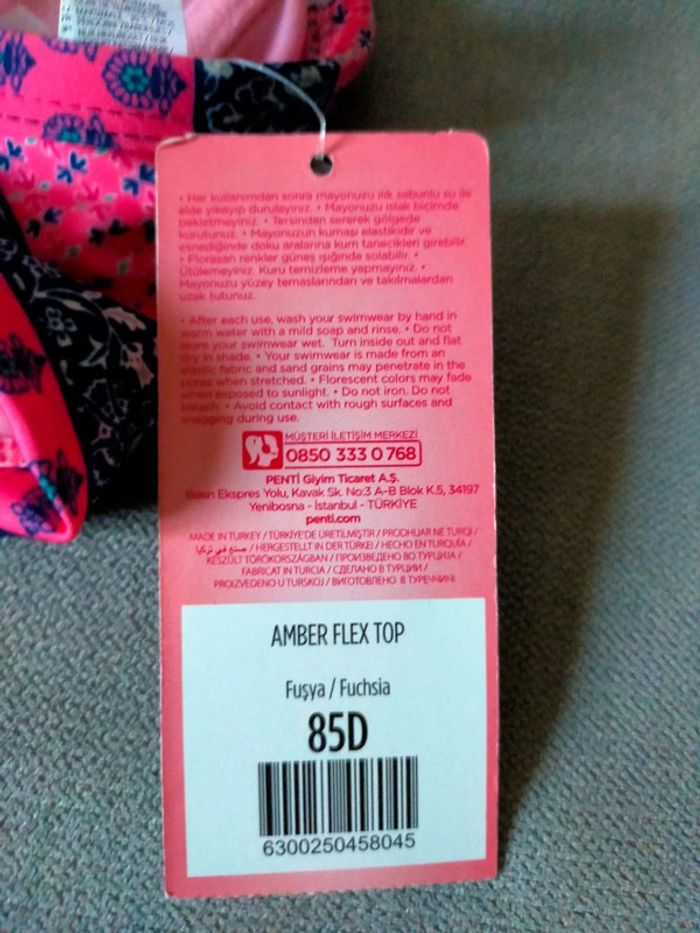 • Her kullanımdan sonra mayonuzu ılık sabunlu su ile
elde yıkayıp durulayınız. • Mayonuzu ıslak biçimde
bekletmeyiniz. • Tersinden sererek gölgede
kurutunuz. • Mayonuzun kumaşı elastikidir ve
esnediğinde doku aralarına kum tanecikleri girebilir.
• Florasan renkler güneş ışığında solabilir. •
Ütülemeyiniz. Kuru temizleme yapmayınız. •
Mayonuzu yüzey temaslarından ve takılmalardan
uzak tutunuz.
• After each use, wash your swimwear by hand in
warm water with a mild soap and rinse. • Do not
store your swimwear wet. Turn inside out and flat
dry in shade. • Your swimwear is made from an
elastic fabric and sand grains may penetrate in the
pores when stretched. • Florescent colors may fade
when exposed to sunlight. • Do not iron. Do not
bleach. • Avoid contact with rough surfaces and
snagging during use.
MÜŞTERİ İLETİŞİM MERKEZİ
0850 333 0 768
PENTİ Giyim Ticaret A.Ş.
Basın Ekspres Yolu, Kavak Sk. No:3 A-B Blok K.5, 34197
Yenibosna - İstanbul - TÜRKİYE
penti.com
MADE IN TURKEY / TÜRKİYE'DE ÜRETİLMİŞTİR / PRODHUAR NE TURQI /
صنع في تركيا / HERGESTELLT IN DER TÜRKEI / HECHO EN TURQUÍA /
KÉSZÜLT TÖRÖKORSZÁGBAN / ПРОИЗВЕДЕНО ВО ТУРЦИЈА /
FABRICAT IN TURCIA / СДЕЛАНО В ТУРЦИИ /
PROIZVEDENO U TURSKOJ / ВИГОТОВЛЕНО В ТУРЕЧЧИНІ
AMBER FLEX TOP
Fuşya / Fuchsia
85D
6300250458045